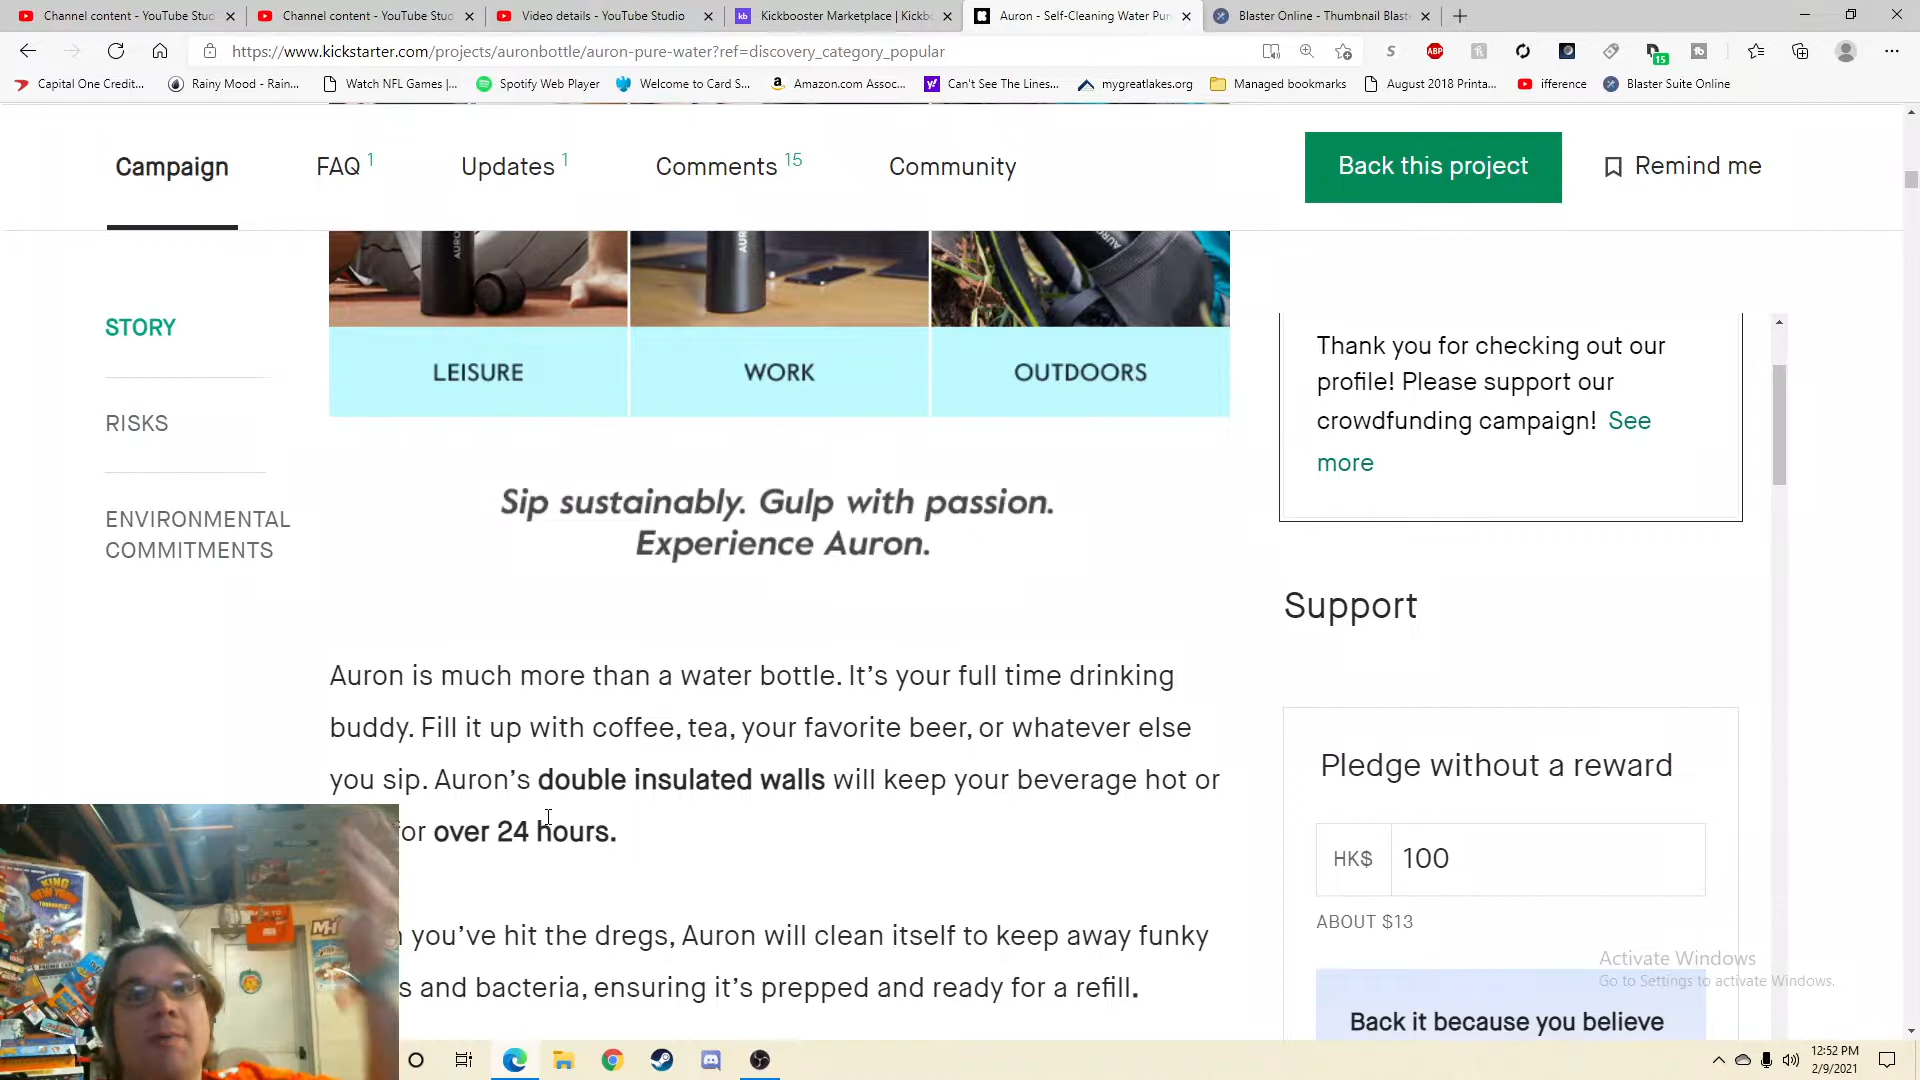 Channel content - YouTube Stud
Channel content - YouTube Stud
Video details - YouTube Studio
kb Kickbooster Marketplace | Kickb
Auron - Self-Cleaning Water Pur
Blaster Online - Thumbnail Blast
https://www.kickstarter.com/projects/auronbottle/auron-pure-water?ref=discovery_category_popular
S
ABP
15
Capital One Credit...
Rainy Mood - Rain...
Watch NFL Games |...
Spotify Web Player
Welcome to Card S...
Amazon.com Assoc...
Can't See The Lines...
mygreatlakes.org
Managed bookmarks
August 2018 Printa...
ifference
Blaster Suite Online
Campaign
FAQ 1
Updates 1
Comments 15
Community
Back this project
Remind me
STORY
RISKS
ENVIRONMENTAL
COMMITMENTS
AURO
AUR
AURO
LEISURE
WORK
OUTDOORS
Sip sustainably. Gulp with passion.
Experience Auron.
Auron is much more than a water bottle. It's your full time drinking
buddy. Fill it up with coffee, tea, your favorite beer, or whatever else
you sip. Auron's double insulated walls will keep your beverage hot or
for over 24 hours.
you've hit the dregs, Auron will clean itself to keep away funky
s and bacteria, ensuring it's prepped and ready for a refill.
Thank you for checking out our
profile! Please support our
crowdfunding campaign! See
more
Support
Pledge without a reward
HK$ 100
ABOUT $13
Back it because you believe
Activate Windows
Go to Settings to activate Windows.
KING
NEW YORK
12:52 PM
2/9/2021